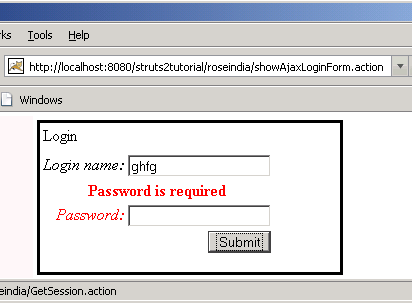 rks Tools Help
http://localhost:8080/struts2tutorial/roseindia/showAjaxLoginForm.action
Windows
Login
Login name: ghfg
Password is required
Password:
Submit
eindia/GetSession.action